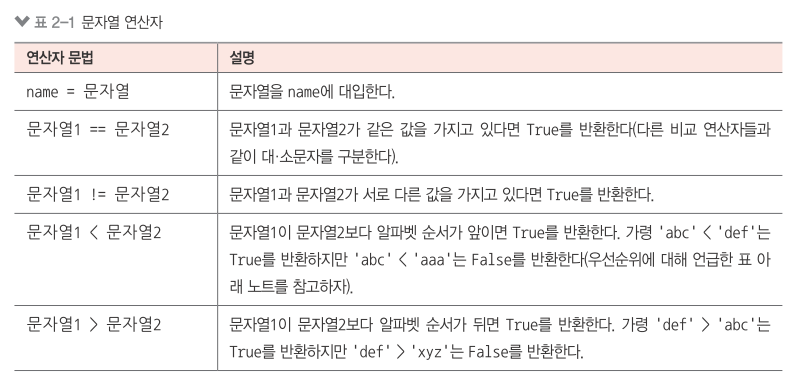 표 2-1 문자열 연산자
연산자 문법 설명
name = 문자열 문자열을 name에 대입한다.
문자열1 == 문자열2 문자열1과 문자열2가 같은 값을 가지고 있다면 True를 반환한다(다른 비교 연산자들과
같이 대·소문자를 구분한다).
문자열1 != 문자열2 문자열1과 문자열2가 서로 다른 값을 가지고 있다면 True를 반환한다.
문자열1 < 문자열2 문자열1이 문자열2보다 알파벳 순서가 앞이면 True를 반환한다. 가령 'abc' < 'def'는
True를 반환하지만 'abc' < 'aaa'는 False를 반환한다(우선순위에 대해 언급한 표 아
래 노트를 참고하자).
문자열1 > 문자열2 문자열1이 문자열2보다 알파벳 순서가 뒤면 True를 반환한다. 가령 'def' > 'abc'는
True를 반환하지만 'def' > 'xyz'는 False를 반환한다.